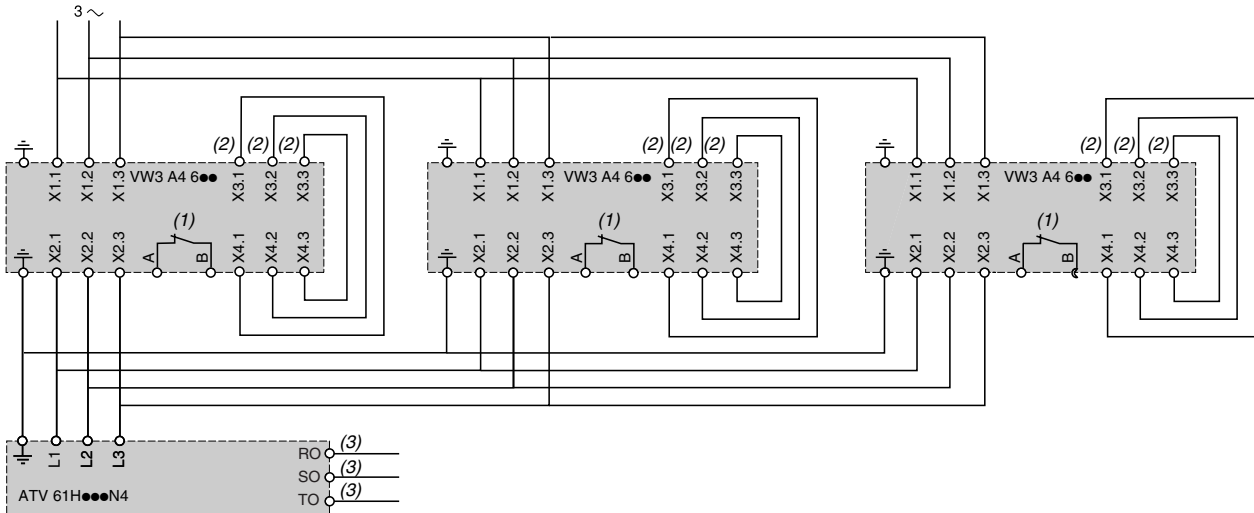 3 ~
(2) (2) (2) (2) (2) (2) (2) (2) (2)
X1.1 X1.2 X1.3 VW3 A4 6●● X3.1 X3.2 X3.3
X2.1 X2.2 X2.3 A (1) B X4.1 X4.2 X4.3
X1.1 X1.2 X1.3 VW3 A4 6●● X3.1 X3.2 X3.3
X2.1 X2.2 X2.3 A (1) B X4.1 X4.2 X4.3
X1.1 X1.2 X1.3 VW3 A4 6●● X3.1 X3.2 X3.3
X2.1 X2.2 X2.3 A (1) B X4.1 X4.2 X4.3
L1 L2 L3
RO (3)
SO (3)
TO (3)
ATV 61H●●●N4